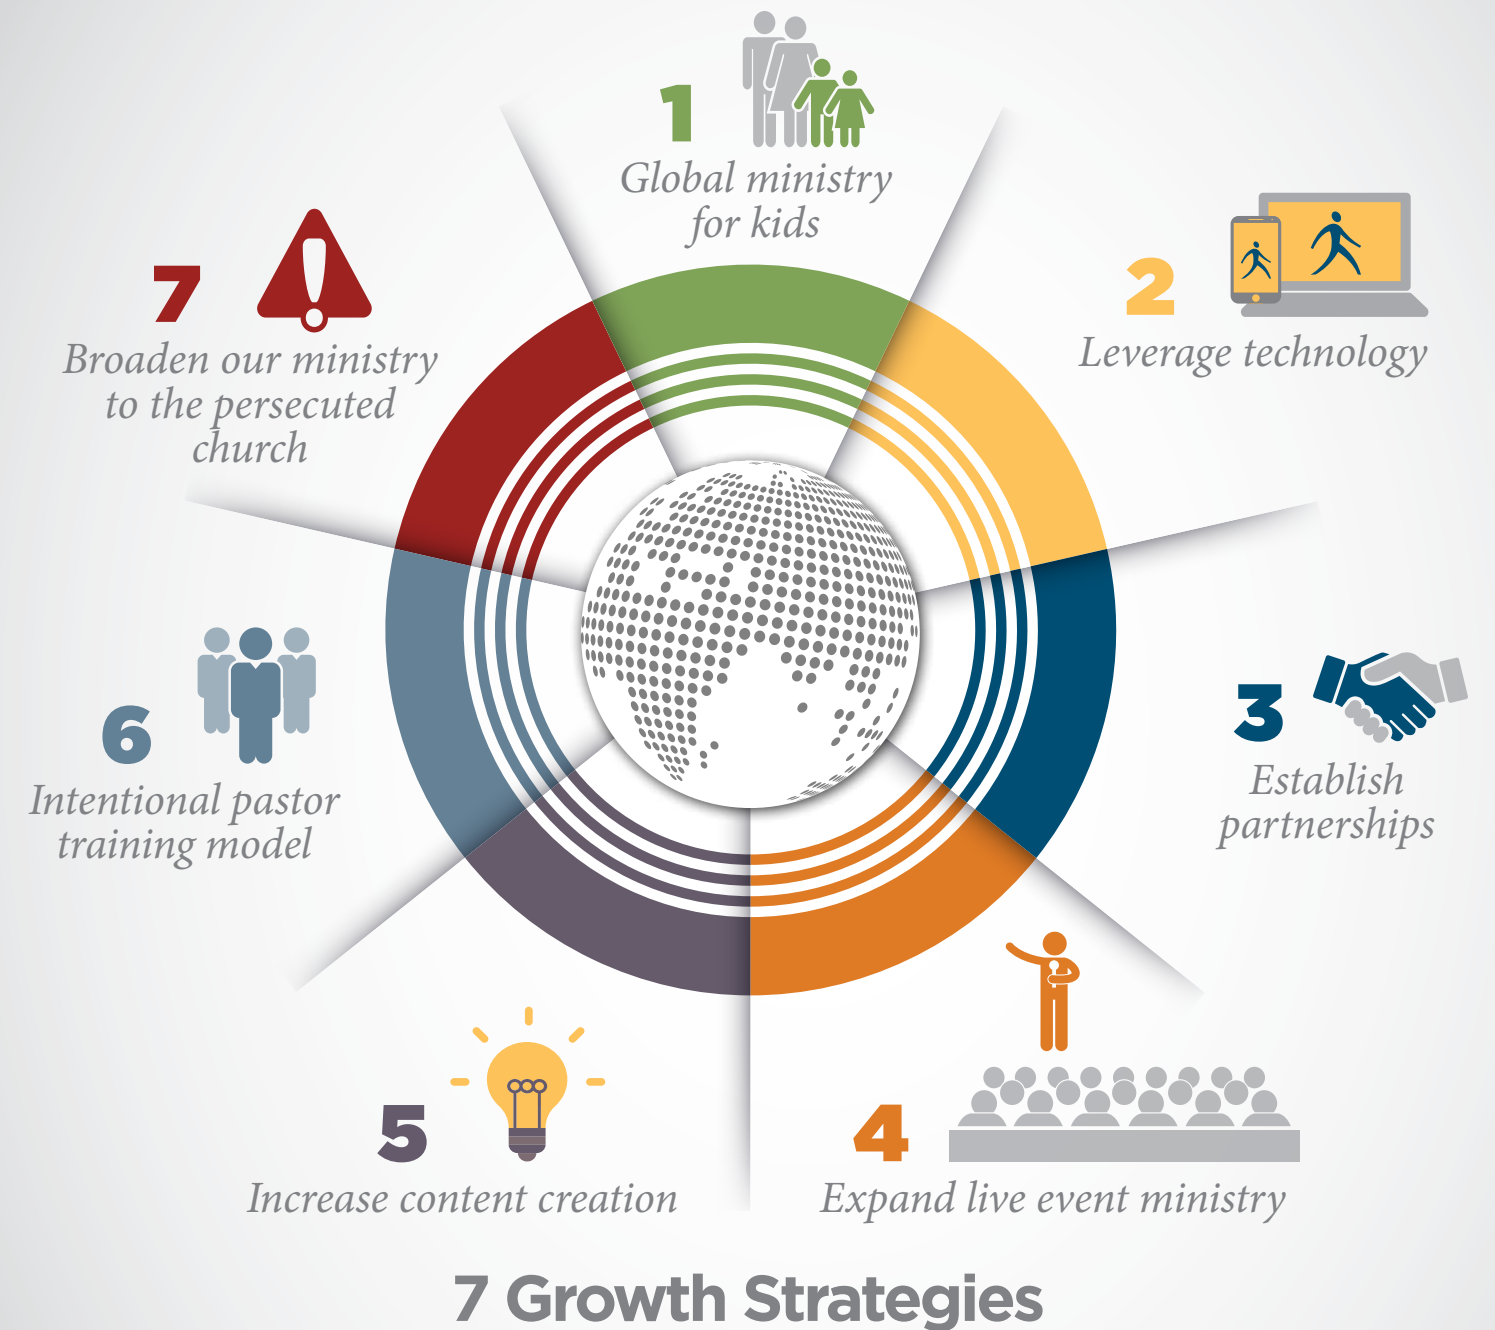 1
Global ministry
for kids
2
Leverage technology
3
Establish
partnerships
4
Expand live event ministry
5
Increase content creation
6
Intentional pastor
training model
7
Broaden our ministry
to the persecuted
church
7 Growth Strategies